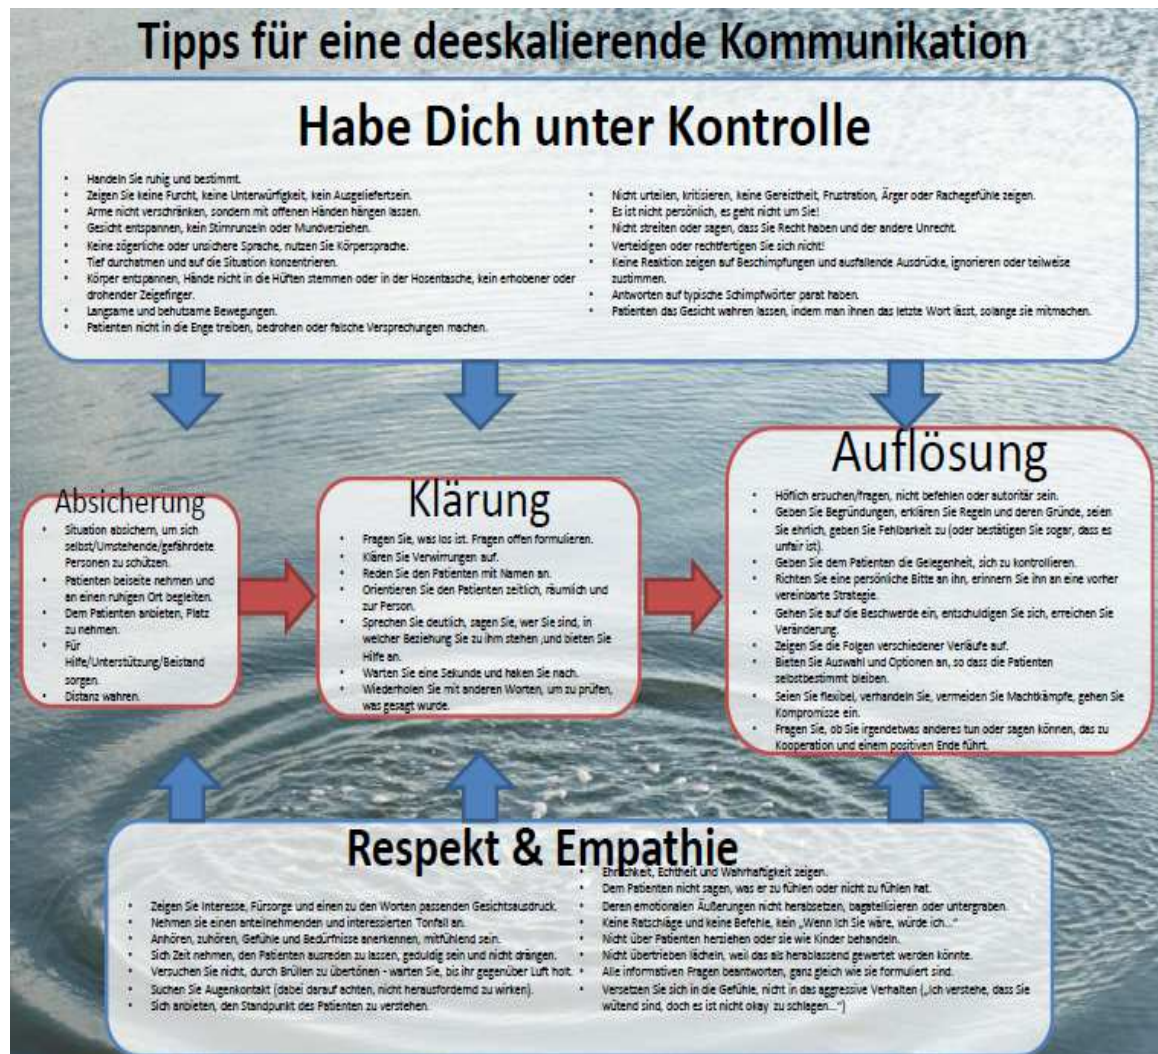 Tipps für eine deeskalierende Kommunikation
Habe Dich unter Kontrolle
• Handeln Sie ruhig und bestimmt.
• Zeigen Sie keine Furcht, keine Unterwürfigkeit, kein Ausgeliefertsein.
• Arme nicht verschränken, sondern mit offenen Händen hängen lassen.
• Gesicht entspannen, kein Stirnrunzeln oder Mundverziehen.
• Keine zögerliche oder unsichere Sprache, nutzen Sie Körpersprache.
• Tief durchatmen und auf die Situation konzentrieren.
• Körper entspannen, Hände nicht in die Hüften stemmen oder in der Hosentasche, kein erhobener oder
drohender Zeigefinger.
• Langsame und behutsame Bewegungen.
• Patienten nicht in die Enge treiben, bedrohen oder falsche Versprechungen machen.
• Nicht urteilen, kritisieren, keine Gereiztheit, Frustration, Ärger oder Rachegefühle zeigen.
• Es ist nicht persönlich, es geht nicht um Sie!
• Nicht streiten oder sagen, dass Sie Recht haben und der andere Unrecht.
• Verteidigen oder rechtfertigen Sie sich nicht!
• Keine Reaktion zeigen auf Beschimpfungen und ausfallende Ausdrücke, ignorieren oder teilweise
zustimmen.
• Antworten auf typische Schimpfwörter parat haben.
• Patienten das Gesicht wahren lassen, indem man ihnen das letzte Wort lässt, solange sie mitmachen.
Absicherung
• Situation absichern, um sich
selbst/Umstehende/gefährdete
Personen zu schützen.
• Patienten beiseite nehmen und
an einen ruhigen Ort begleiten.
• Dem Patienten anbieten, Platz
zu nehmen.
• Für
Hilfe/Unterstützung/Beistand
sorgen.
• Distanz wahren.
Klärung
• Fragen Sie, was los ist. Fragen offen formulieren.
• Klären Sie Verwirrungen auf.
• Reden Sie den Patienten mit Namen an.
• Orientieren Sie den Patienten zeitlich, räumlich und
zur Person.
• Sprechen Sie deutlich, sagen Sie, wer Sie sind, in
welcher Beziehung Sie zu ihm stehen ,und bieten Sie
Hilfe an.
• Warten Sie eine Sekunde und haken Sie nach.
• Wiederholen Sie mit anderen Worten, um zu prüfen,
was gesagt wurde.
Auflösung
• Höflich ersuchen/fragen, nicht befehlen oder autoritär sein.
• Geben Sie Begründungen, erklären Sie Regeln und deren Gründe, seien
Sie ehrlich, geben Sie Fehlbarkeit zu (oder bestätigen Sie sogar, dass es
unfair ist).
• Geben Sie dem Patienten die Gelegenheit, sich zu kontrollieren.
• Richten Sie eine persönliche Bitte an ihn, erinnern Sie ihn an eine vorher
vereinbarte Strategie.
• Gehen Sie auf die Beschwerde ein, entschuldigen Sie sich, erreichen Sie
Veränderung.
• Zeigen Sie die Folgen verschiedener Verläufe auf.
• Bieten Sie Auswahl und Optionen an, so dass die Patienten
selbstbestimmt bleiben.
• Seien Sie flexibel, verhandeln Sie, vermeiden Sie Machtkämpfe, gehen Sie
Kompromisse ein.
• Fragen Sie, ob Sie irgendetwas anderes tun oder sagen können, das zu
Kooperation und einem positiven Ende führt.
Respekt & Empathie
• Zeigen Sie Interesse, Fürsorge und einen zu den Worten passenden Gesichtsausdruck.
• Nehmen sie einen anteilnehmenden und interessierten Tonfall an.
• Anhören, zuhören, Gefühle und Bedürfnisse anerkennen, mitfühlend sein.
• Sich Zeit nehmen, den Patienten ausreden zu lassen, geduldig sein und nicht drängen.
• Versuchen Sie nicht, durch Brüllen zu übertönen - warten Sie, bis ihr gegenüber Luft holt.
• Suchen Sie Augenkontakt (dabei darauf achten, nicht herausfordernd zu wirken).
• Sich anbieten, den Standpunkt des Patienten zu verstehen.
• Ehrlichkeit, Echtheit und Wahrhaftigkeit zeigen.
• Dem Patienten nicht sagen, was er zu fühlen oder nicht zu fühlen hat.
• Deren emotionalen Äußerungen nicht herabsetzen, bagatellisieren oder untergraben.
• Keine Ratschläge und keine Befehle, kein „Wenn ich Sie wäre, würde ich...“
• Nicht über Patienten herziehen oder sie wie Kinder behandeln.
• Nicht übertrieben lächeln, weil das als herablassend gewertet werden könnte.
• Alle informativen Fragen beantworten, ganz gleich wie sie formuliert sind.
• Versetzen Sie sich in die Gefühle, nicht in das aggressive Verhalten („Ich verstehe, dass Sie
wütend sind, doch es ist nicht okay zu schlagen...“)